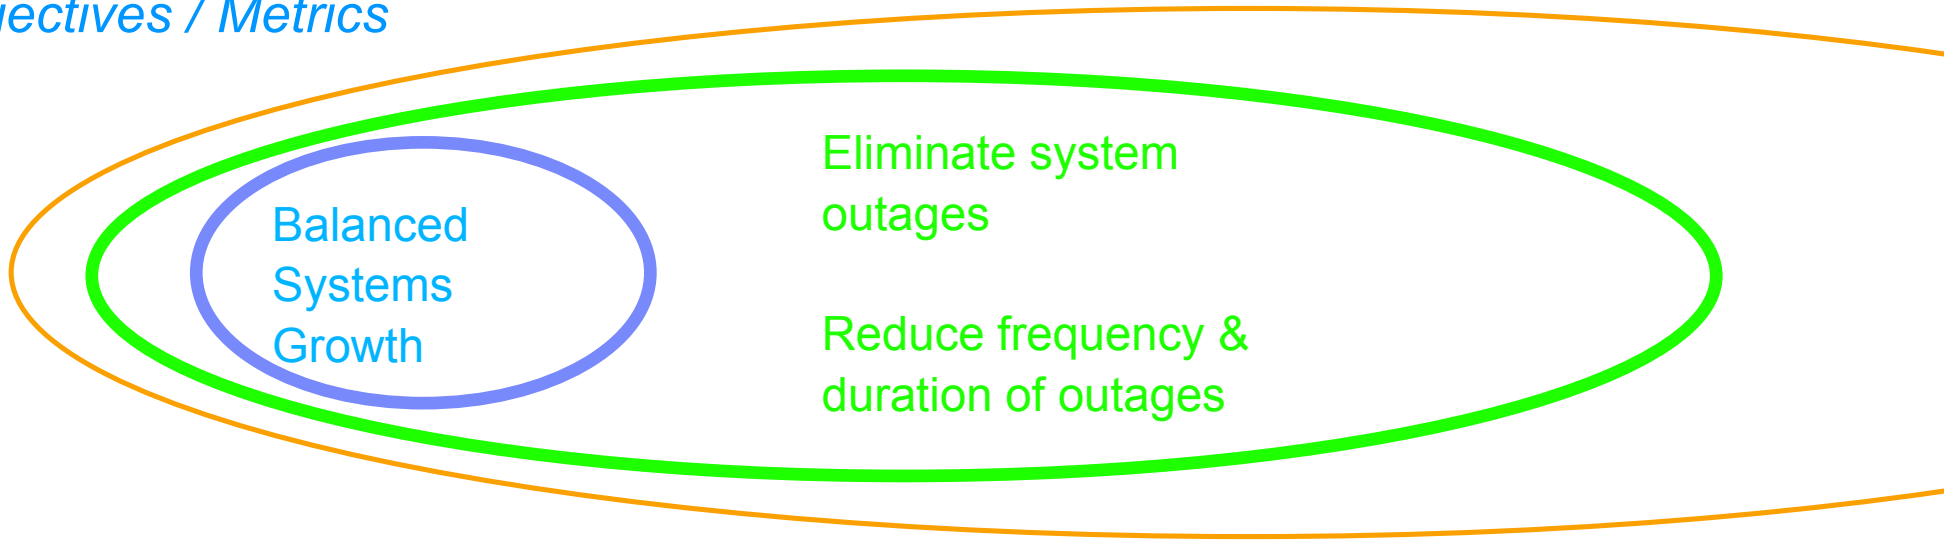 jectives / Metrics
Balanced
Systems
Growth
Eliminate system
outages
Reduce frequency &
duration of outages